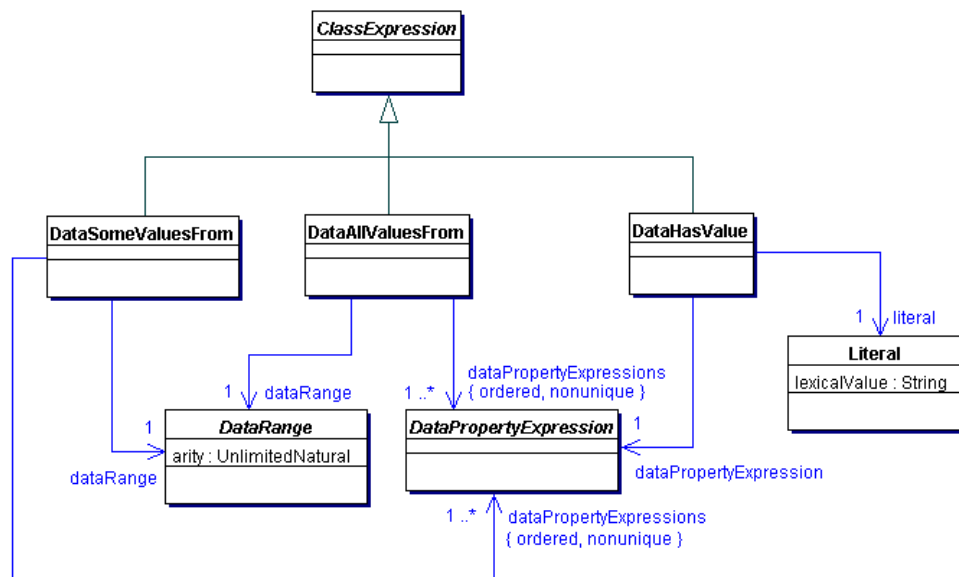 ClassExpression
DataSomeValuesFrom
DataAllValuesFrom
DataHasValue
1
literal
Literal
lexicalValue : String
dataPropertyExpressions
1 ..*
{ ordered, nonunique }
1
dataRange
1
dataRange
DataRange
arity : UnlimitedNatural
DataPropertyExpression
1
dataPropertyExpression
1 ..*
dataPropertyExpressions
{ ordered, nonunique }